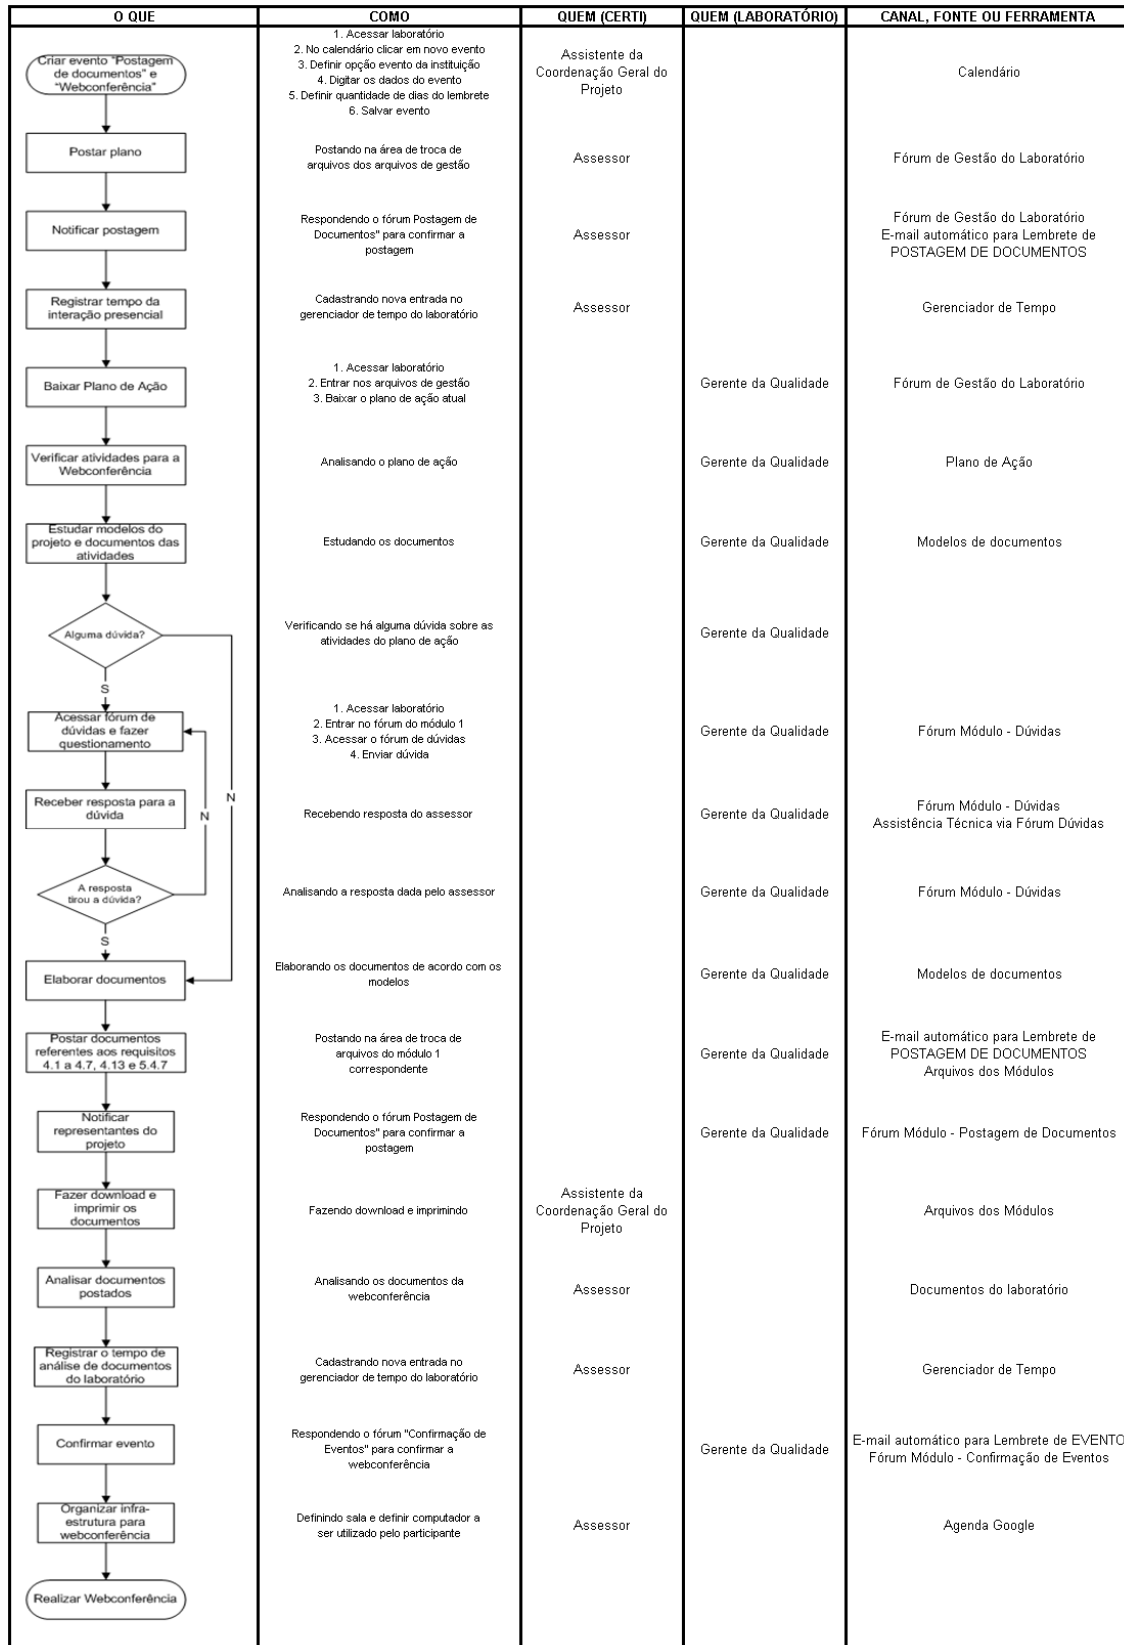 O QUE
COMO
QUEM (CERTI)
QUEM (LABORATÓRIO)
CANAL, FONTE OU FERRAMENTA
Criar evento "Postagem
de documentos" e
"Webconferência"
1. Acessar laboratório
2. No calendário clicar em novo evento
3. Definir opção evento da instituição
4. Digitar os dados do evento
5. Definir quantidade de dias do lembrete
6. Salvar evento
Assistente da
Coordenação Geral do
Projeto
Calendário
Postar plano
Postando na área de troca de
arquivos dos arquivos de gestão
Assessor
Fórum de Gestão do Laboratório
Notificar postagem
Respondendo o fórum Postagem de
Documentos" para confirmar a
postagem
Assessor
Fórum de Gestão do Laboratório
E-mail automático para Lembrete de
POSTAGEM DE DOCUMENTOS
Registrar tempo da
interação presencial
Cadastrando nova entrada no
gerenciador de tempo do laboratório
Assessor
Gerenciador de Tempo
Baixar Plano de Ação
1. Acessar laboratório
2. Entrar nos arquivos de gestão
3. Baixar o plano de ação atual
Gerente da Qualidade
Fórum de Gestão do Laboratório
Verificar atividades para a
Webconferência
Analisando o plano de ação
Gerente da Qualidade
Plano de Ação
Estudar modelos do
projeto e documentos das
atividades
Estudando os documentos
Gerente da Qualidade
Modelos de documentos
Alguma dúvida?
Verificando se há alguma dúvida sobre as
atividades do plano de ação
Gerente da Qualidade
S
Acessar fórum de
dúvidas e fazer
questionamento
1. Acessar laboratório
2. Entrar no fórum do módulo 1
3. Acessar o fórum de dúvidas
4. Enviar dúvida
Gerente da Qualidade
Fórum Módulo - Dúvidas
N
Receber resposta para a
dúvida
N
Recebendo resposta do assessor
Gerente da Qualidade
Fórum Módulo - Dúvidas
Assistência Técnica via Fórum Dúvidas
A resposta
tirou a dúvida?
Analisando a resposta dada pelo assessor
Gerente da Qualidade
Fórum Módulo - Dúvidas
S
Elaborar documentos
Elaborando os documentos de acordo com os
modelos
Gerente da Qualidade
Modelos de documentos
Postar documentos
referentes aos requisitos
4.1 a 4.7, 4.13 e 5.4.7
Postando na área de troca de
arquivos do módulo 1
correspondente
Gerente da Qualidade
E-mail automático para Lembrete de
POSTAGEM DE DOCUMENTOS
Arquivos dos Módulos
Notificar
representantes do
projeto
Respondendo o fórum Postagem de
Documentos" para confirmar a
postagem
Gerente da Qualidade
Fórum Módulo - Postagem de Documentos
Fazer download e
imprimir os
documentos
Fazendo download e imprimindo
Assistente da
Coordenação Geral do
Projeto
Arquivos dos Módulos
Analisar documentos
postados
Analisando os documentos da
webconferência
Assessor
Documentos do laboratório
Registrar o tempo de
análise de documentos
do laboratório
Cadastrando nova entrada no
gerenciador de tempo do laboratório
Assessor
Gerenciador de Tempo
Confirmar evento
Respondendo o fórum "Confirmação de
Eventos" para confirmar a
webconferência
Gerente da Qualidade
E-mail automático para Lembrete de EVENTO
Fórum Módulo - Confirmação de Eventos
Organizar infra-
estrutura para
webconferência
Definindo sala e definir computador a
ser utilizado pelo participante
Assessor
Agenda Google
Realizar Webconferência